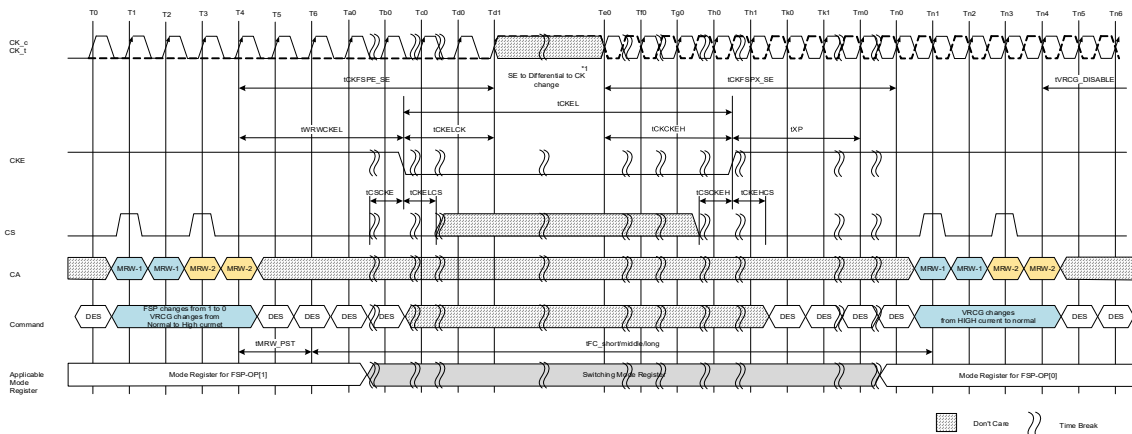 T0 T1 T2 T3 T4 T5 T6 Ta0 Tb0 Tc0 Td0 Td1 Te0 Tf0 Tg0 Th0 Th1 Tk0 Tk1 Tm0 Tn0 Tn1 Tn2 Tn3 Tn4 Tn5 Tn6
CK_c
CK_t
*1
SE to Differential to CK
change
tCKFSPE_SE
tCKFSPX_SE
tVRCG_DISABLE
tCKEL
tWRWCKEL
tCKELCK
tCKCKEH
tXP
CKE
tCSCKE
tCKELCS
tCSCKEH
tCKEHCS
CS
CA
MRW-1 MRW-1 MRW-2 MRW-2
MRW-1 MRW-1 MRW-2 MRW-2
Command
DES
FSP changes from 1 to 0
VRCG changes from
Normal to High currnet
DES DES DES DES DES
DES DES DES DES
VRCG changes
from HIGH current to normal
DES DES
tMRW_PST
tFC_short/middle/long
Applicable
Mode
Register
Mode Register for FSP-OP[1]
Switching Mode Register
Mode Register for FSP-OP[0]
Don't Care
Time Break